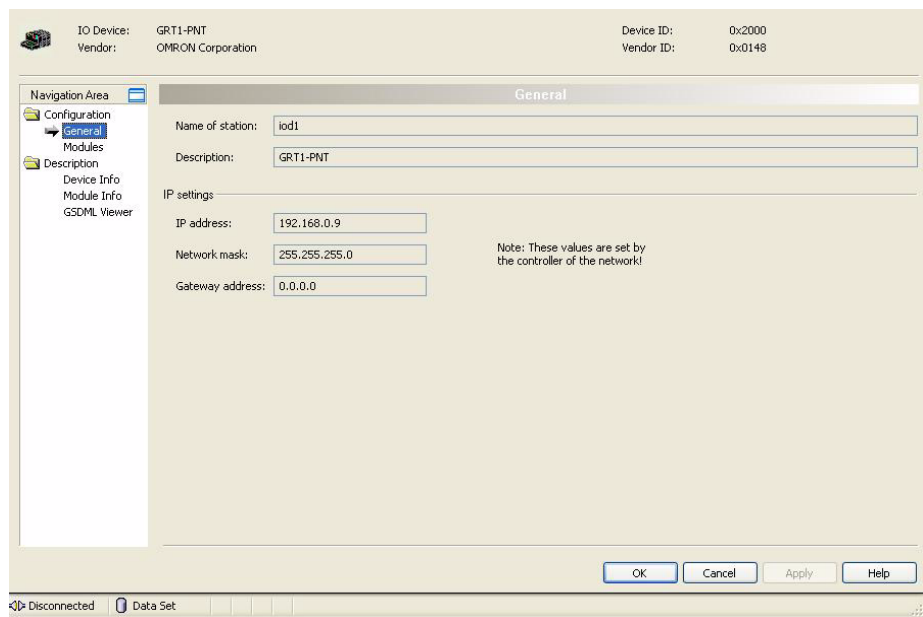 IO Device: GRT1-PNT Device ID: 0x2000
Vendor: OMRON Corporation Vendor ID: 0x0148
Navigation Area
Configuration
General
Modules
Description
Device Info
Module Info
GSDML Viewer
General
Name of station: iod1
Description: GRT1-PNT
IP settings
IP address: 192.168.0.9
Network mask: 255.255.255.0
Gateway address: 0.0.0.0
Note: These values are set by
the controller of the network!
OK Cancel Apply Help
Disconnected Data Set